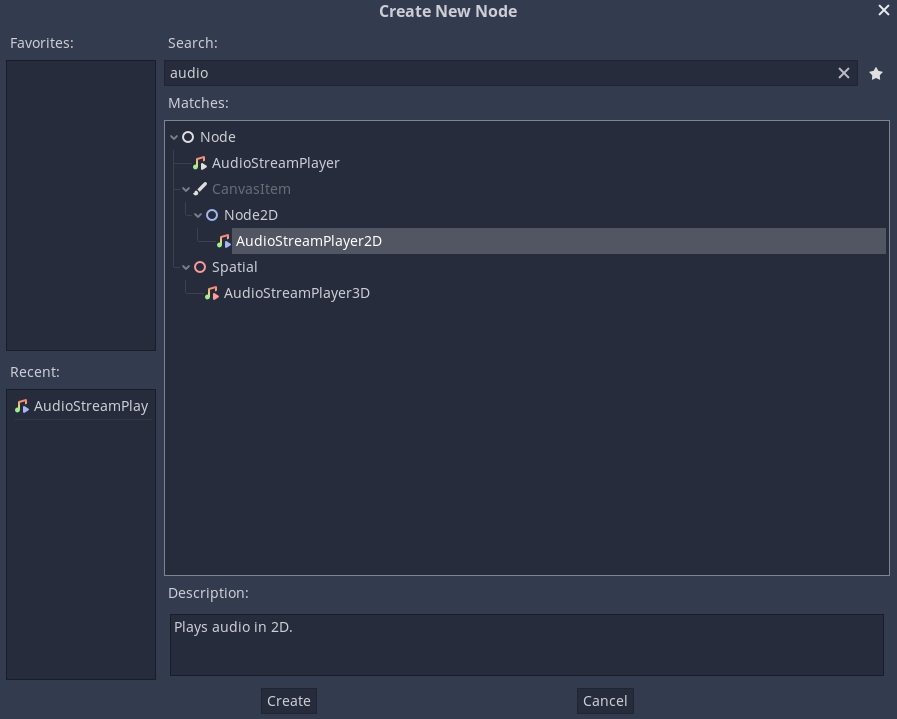 Create New Node
Favorites:
Search:
audio
Matches:
Node
AudioStreamPlayer
CanvasItem
Node2D
AudioStreamPlayer2D
Spatial
AudioStreamPlayer3D
Recent:
AudioStreamPlay
Description:
Plays audio in 2D.
Create
Cancel